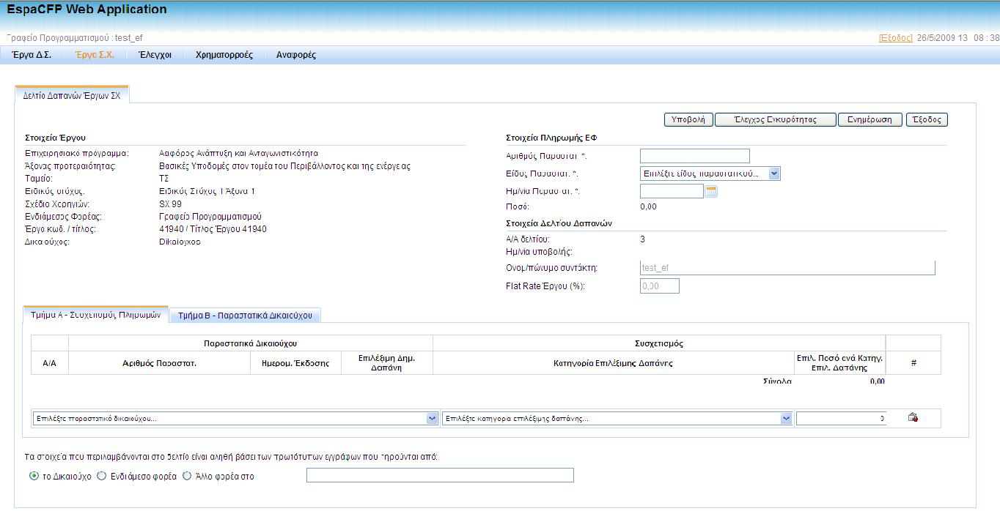 EspaCFP Web Application
Γραφείο Προγραμματισμού : test_ef
[Έξοδος] 26/5/2009 13 : 08 : 38
Έργα Δ.Σ. Έργα Σ.Χ. Έλεγχοι Χρηματορροές Αναφορές
Δελτίο Δαπανών Έργων ΣΧ
Υποβολή Έλεγχος Εγκυρότητας Ενημέρωση Έξοδος
Στοιχεία Έργου
Επιχειρησιακό πρόγραμμα: Αειφόρος Ανάπτυξη και Ανταγωνιστικότητα
Άξονας προτεραιότητας: Βασικές Υποδομές στον τομέα του Περιβάλλοντος και της ενέργειας
Ταμείο: ΤΣ
Ειδικός στόχος: Ειδικός Στόχος 1 Άξονα 1
Σχέδιο Χορηγιών: SX 99
Ενδιάμεσος Φορέας: Γραφείο Προγραμματισμού
Έργο κωδ. / τίτλος: 41940 / Τίτλος Έργου 41940
Δικαιούχος: Dikaioyxos
Στοιχεία Πληρωμής ΕΦ
Αριθμός Παραστατ. *:
Είδος Παραστατ. *: Επιλέξτε είδος παραστατικού...
Ημ/νία Παραστατ. *:
Ποσό: 0,00
Στοιχεία Δελτίου Δαπανών
Α/Α δελτίου: 3
Ημ/νία υποβολής:
Ονομ/πώνυμο συντάκτη: test_ef
Flat Rate Έργου (%): 0,00
Τμήμα Α - Συσχετισμός Πληρωμών Τμήμα Β - Παραστατικά Δικαιούχου
Παραστατικά Δικαιούχου Συσχετισμός
Α/Α Αριθμός Παραστατ. Ημερομ. Έκδοσης Επιλέξιμη Δημ. Δαπάνη Κατηγορία Επιλέξιμης Δαπάνης Επιλ. Ποσό ανά Κατηγ. Επιλ. Δαπάνης #
Σύνολα 0,00
Επιλέξτε παραστατικό δικαιούχου... Επιλέξτε κατηγορία επιλέξιμης δαπάνης... 0
Τα στοιχεία που περιλαμβάνονται στο δελτίο είναι αληθή βάσει των πρωτότυπων εγγράφων που τηρούνται από:
το Δικαιούχο Ενδιάμεσο φορέα Άλλο φορέα στο